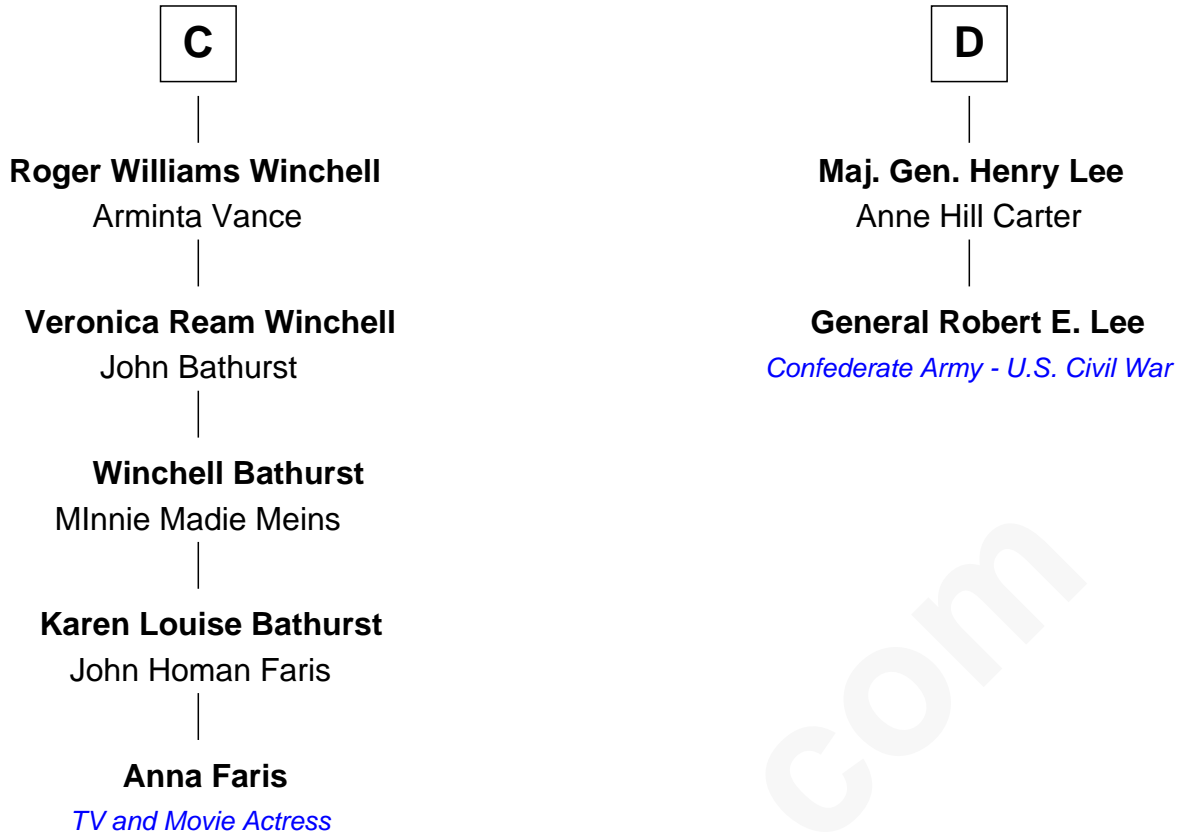 C
Roger Williams Winchell
Arminta Vance
Veronica Ream Winchell
John Bathurst
Winchell Bathurst
MInnie Madie Meins
Karen Louise Bathurst
John Homan Faris
Anna Faris
TV and Movie Actress
D
Maj. Gen. Henry Lee
Anne Hill Carter
General Robert E. Lee
Confederate Army - U.S. Civil War
com